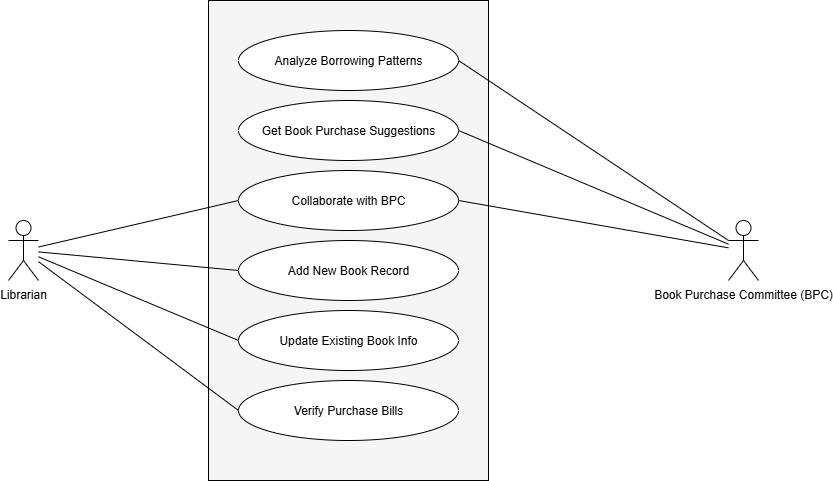 Analyze Borrowing Patterns
Get Book Purchase Suggestions
Collaborate with BPC
Add New Book Record
Librarian
Book Purchase Committee (BPC)
Update Existing Book Info
Verify Purchase Bills